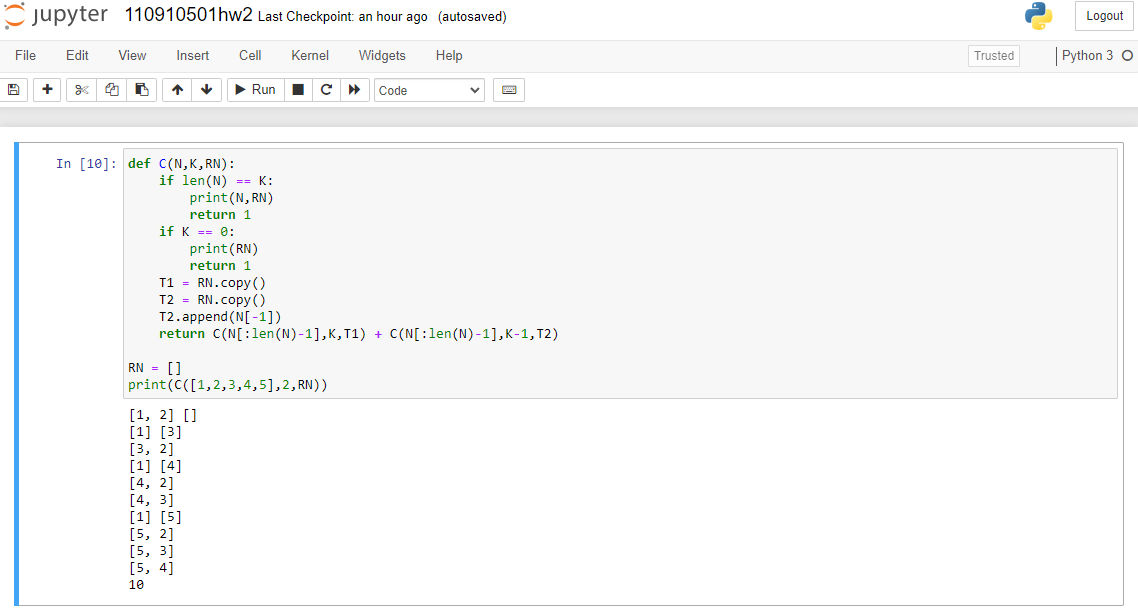 jupyter 110910501hw2 Last Checkpoint: an hour ago (autosaved) Logout
File Edit View Insert Cell Kernel Widgets Help Trusted Python 3
Run Code
In [10]: def C(N,K,RN):
    if len(N) == K:
        print(N,RN)
        return 1
    if K == 0:
        print(RN)
        return 1
    T1 = RN.copy()
    T2 = RN.copy()
    T2.append(N[-1])
    return C(N[:len(N)-1],K,T1) + C(N[:len(N)-1],K-1,T2)

RN = []
print(C([1,2,3,4,5],2,RN))
[1, 2] []
[1] [3]
[3, 2]
[1] [4]
[4, 2]
[4, 3]
[1] [5]
[5, 2]
[5, 3]
[5, 4]
10